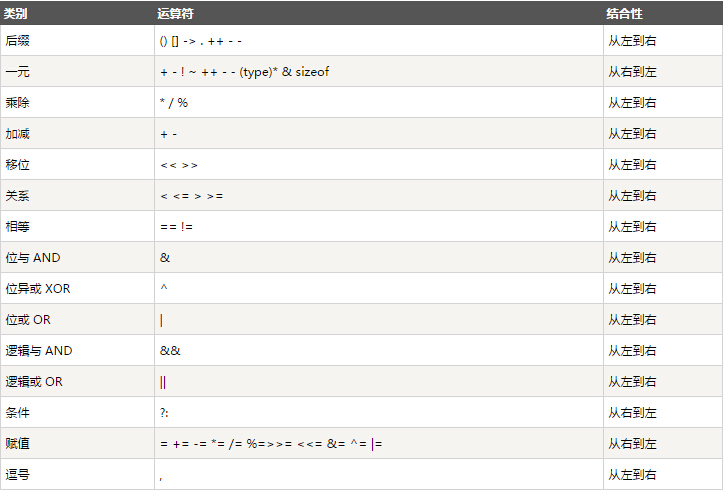 类别 运算符 结合性
后缀 () [] -> . ++ - - 从左到右
一元 + - ! ~ ++ - - (type)* & sizeof 从右到左
乘除 * / % 从左到右
加减 + - 从左到右
移位 << >> 从左到右
关系 < <= > >= 从左到右
相等 == != 从左到右
位与 AND & 从左到右
位异或 XOR ^ 从左到右
位或 OR | 从左到右
逻辑与 AND && 从左到右
逻辑或 OR || 从左到右
条件 ?: 从右到左
赋值 = += -= *= /= %=>>= <<= &= ^= |= 从右到左
逗号 , 从左到右